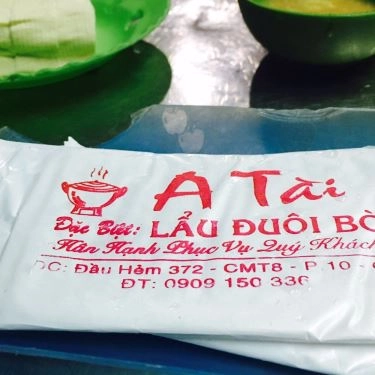 A Tài
Đặc Biệt: LẨU ĐUÔI BÒ
Hân Hạnh Phục Vụ Quý Khách
ĐC: Đầu Hẻm 372 - CMT8 - P.10 -
ĐT: 0909 150 336